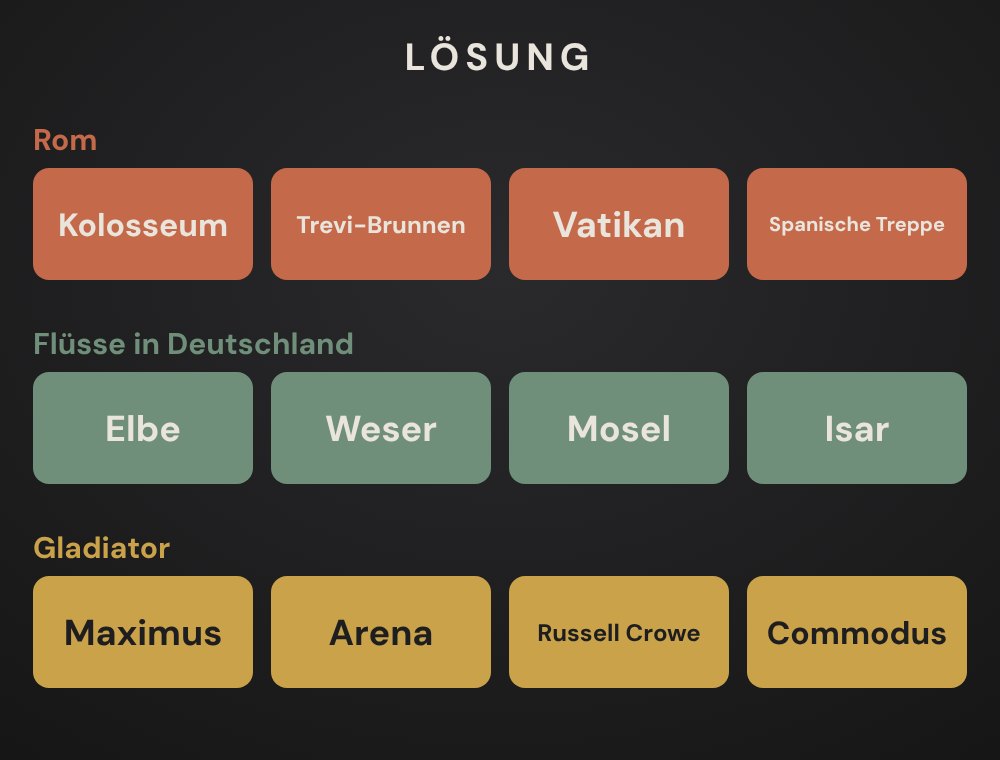 LÖSUNG
Rom
Kolosseum Trevi-Brunnen Vatikan Spanische Treppe
Flüsse in Deutschland
Elbe Weser Mosel Isar
Gladiator
Maximus Arena Russell Crowe Commodus